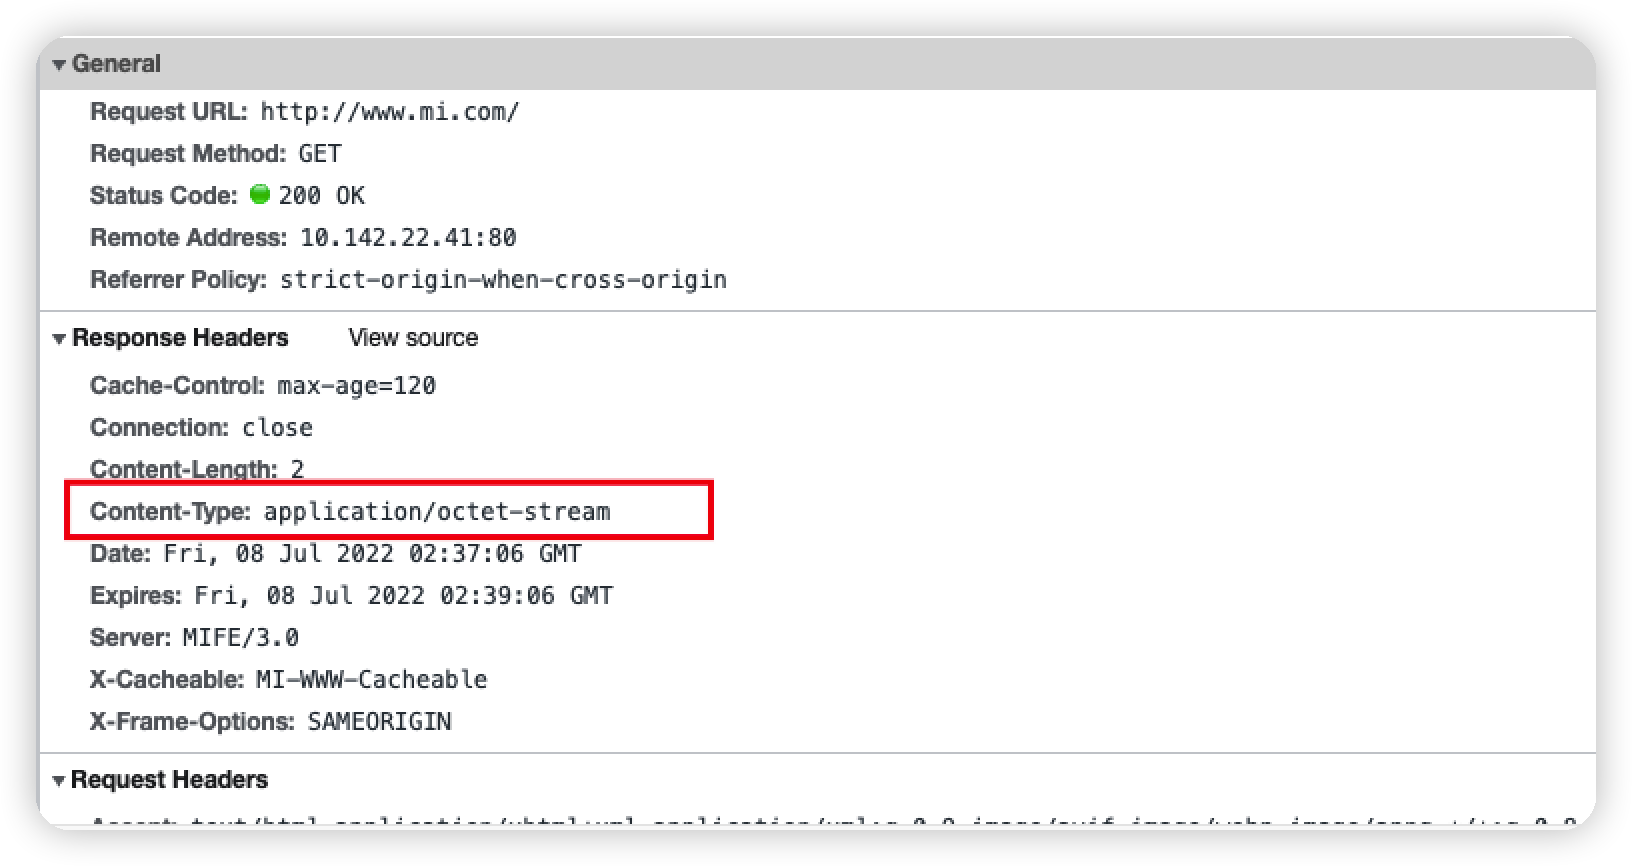 General
Request URL: http://www.mi.com/
Request Method: GET
Status Code: 200 OK
Remote Address: 10.142.22.41:80
Referrer Policy: strict-origin-when-cross-origin
Response Headers View source
Cache-Control: max-age=120
Connection: close
Content-Length: 2
Content-Type: application/octet-stream
Date: Fri, 08 Jul 2022 02:37:06 GMT
Expires: Fri, 08 Jul 2022 02:39:06 GMT
Server: MIFE/3.0
X-Cacheable: MI-WWW-Cacheable
X-Frame-Options: SAMEORIGIN
Request Headers